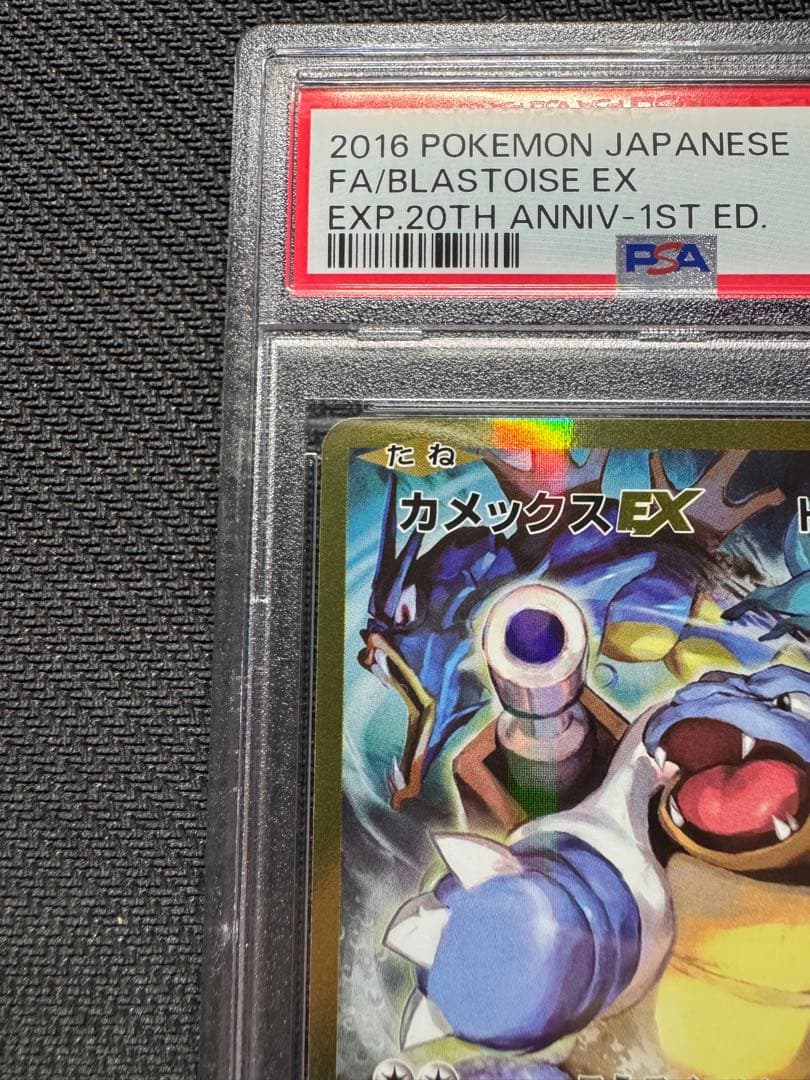 2016 POKEMON JAPANESE
FA/BLASTOISE EX
EXP.20TH ANNIV-1ST ED.
PSA
たね
カメックスEX